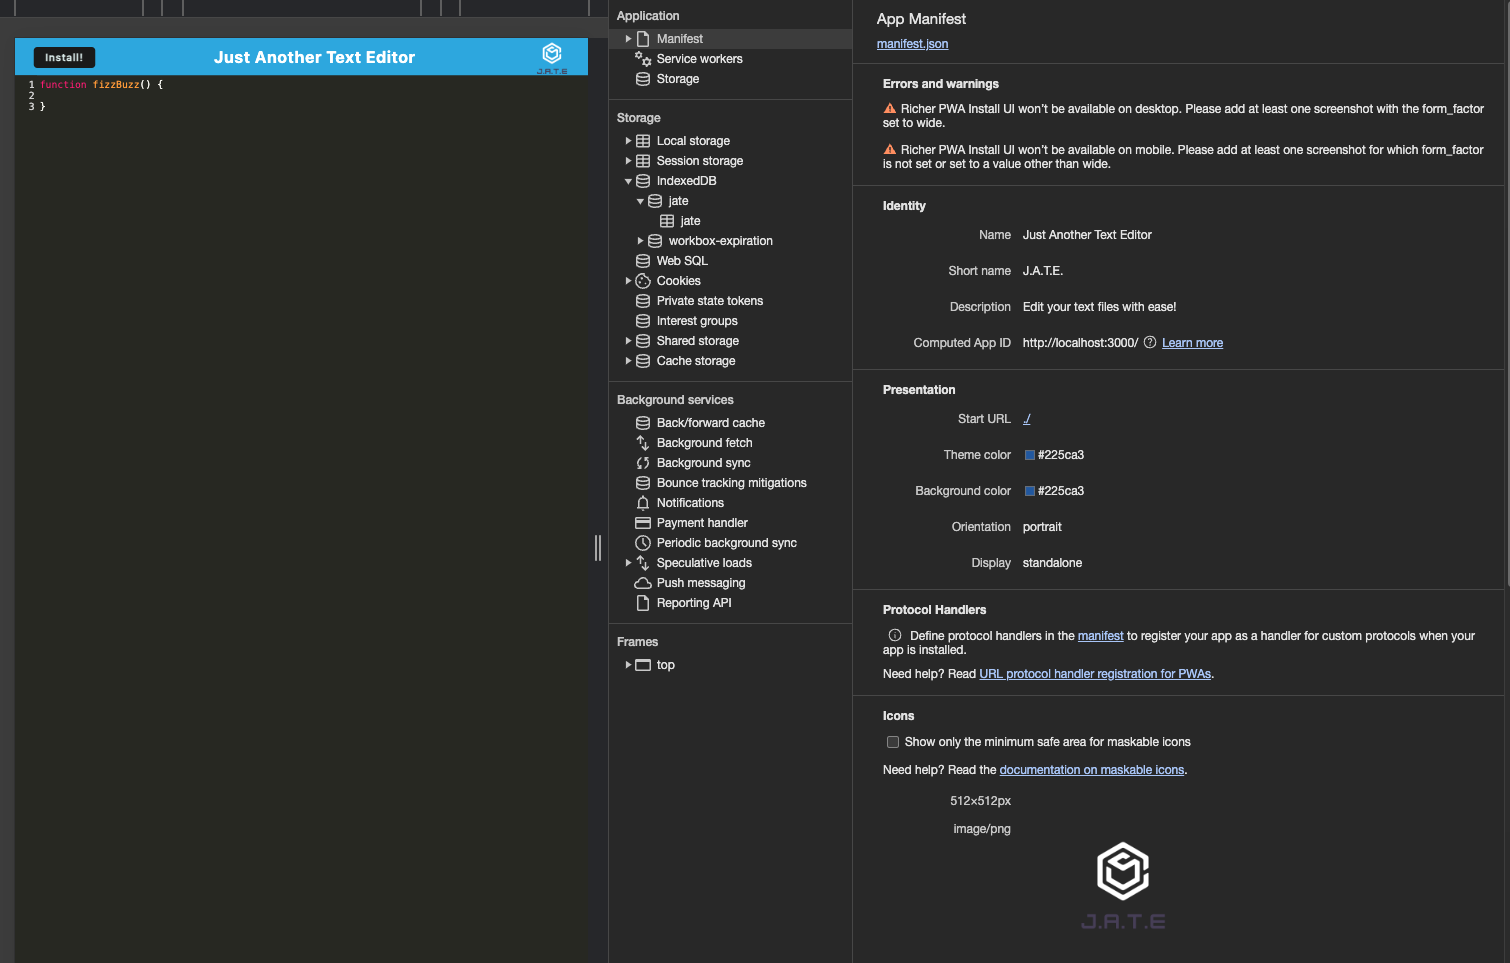 Install!
Just Another Text Editor
J.A.T.E
1 function fizzBuzz() {
2
3 }
Application
Manifest
Service workers
Storage
Storage
Local storage
Session storage
IndexedDB
jate
jate
workbox-expiration
Web SQL
Cookies
Private state tokens
Interest groups
Shared storage
Cache storage
Background services
Back/forward cache
Background fetch
Background sync
Bounce tracking mitigations
Notifications
Payment handler
Periodic background sync
Speculative loads
Push messaging
Reporting API
Frames
top
App Manifest
manifest.json
Errors and warnings
Richer PWA Install UI won't be available on desktop. Please add at least one screenshot with the form_factor
set to wide.
Richer PWA Install UI won't be available on mobile. Please add at least one screenshot for which form_factor
is not set or set to a value other than wide.
Identity
Name Just Another Text Editor
Short name J.A.T.E.
Description Edit your text files with ease!
Computed App ID http://localhost:3000/ ? Learn more
Presentation
Start URL ./
Theme color #225ca3
Background color #225ca3
Orientation portrait
Display standalone
Protocol Handlers
Define protocol handlers in the manifest to register your app as a handler for custom protocols when your
app is installed.
Need help? Read URL protocol handler registration for PWAs.
Icons
Show only the minimum safe area for maskable icons
Need help? Read the documentation on maskable icons.
512×512px
image/png
J.A.T.E